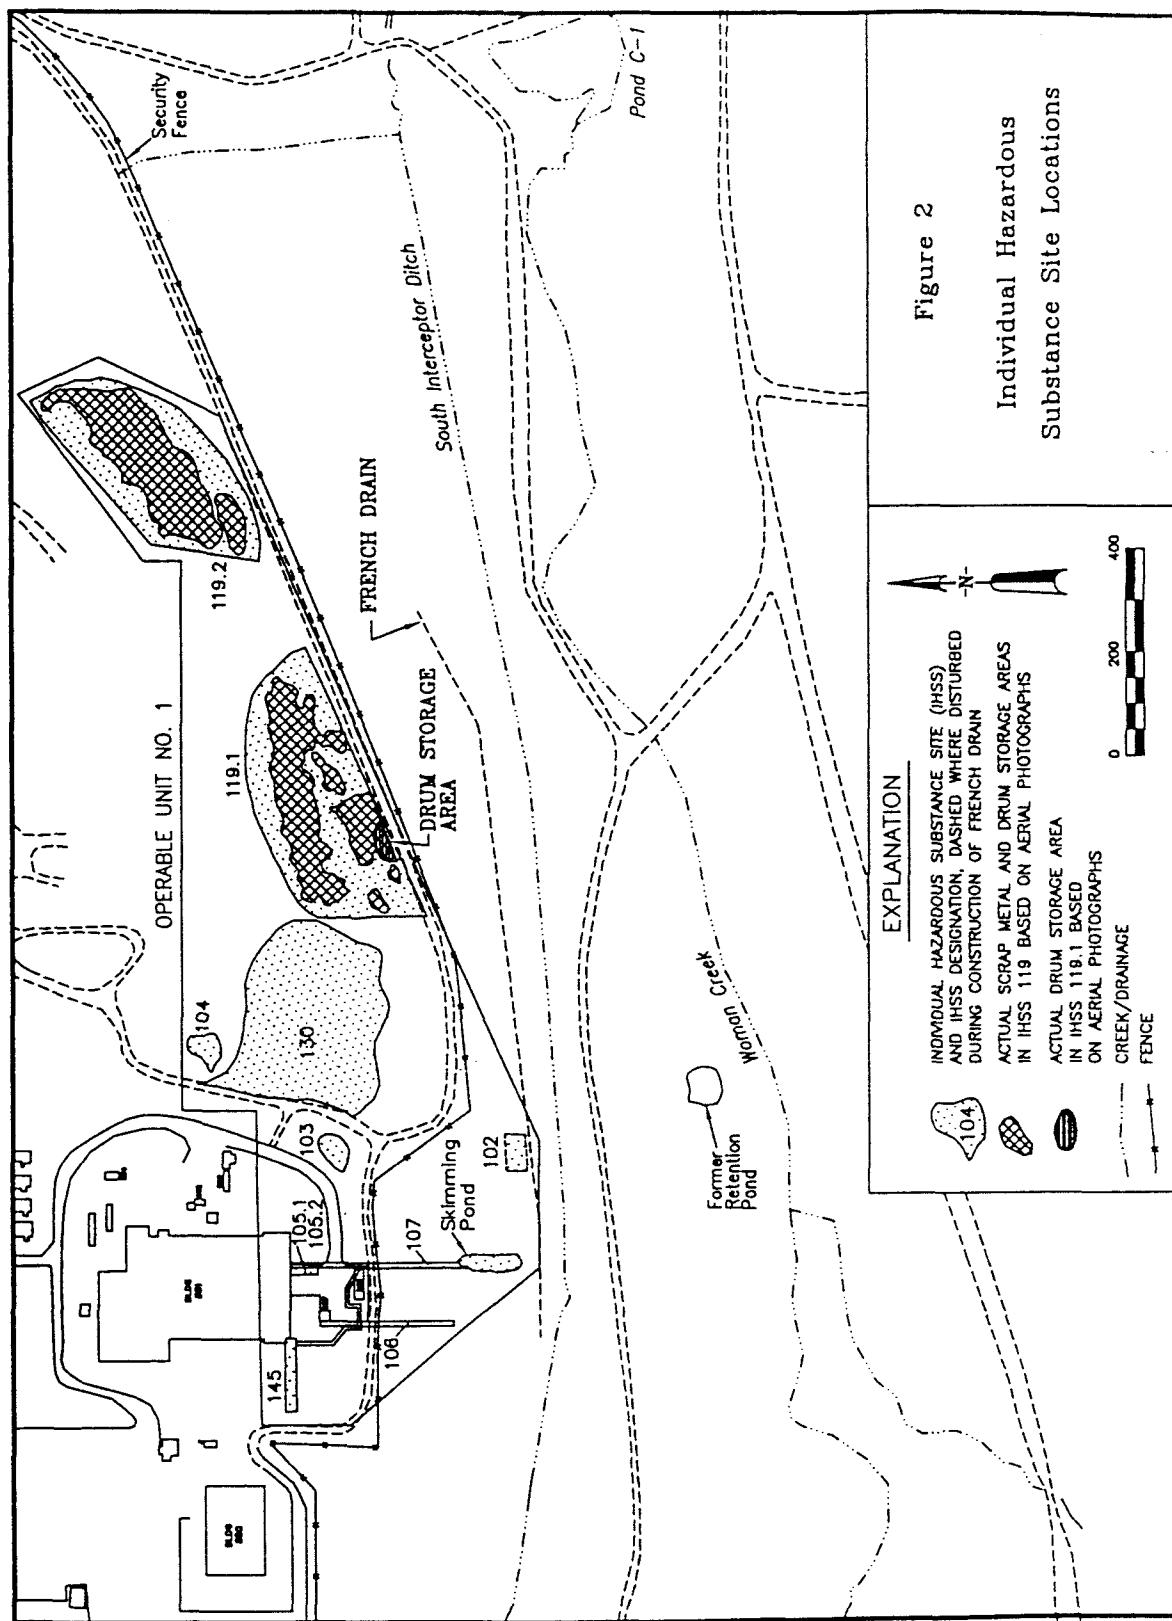 Security
Fence
Pond C-1
South Interceptor Ditch
119.2
FRENCH DRAIN
OPERABLE UNIT NO. 1
119.1
DRUM STORAGE
AREA
104
130
103
102
Woman Creek
Former
Retention
Pond
Skimming
Pond
105.1
105.2
107
106
145
BLDG
881
Figure 2
Individual Hazardous
Substance Site Locations
EXPLANATION
104
INDIVIDUAL HAZARDOUS SUBSTANCE SITE (IHSS)
AND IHSS DESIGNATION, DASHED WHERE DISTURBED
DURING CONSTRUCTION OF FRENCH DRAIN
ACTUAL SCRAP METAL AND DRUM STORAGE AREAS
IN IHSS 119 BASED ON AERIAL PHOTOGRAPHS
ACTUAL DRUM STORAGE AREA
IN IHSS 119.1 BASED
ON AERIAL PHOTOGRAPHS
CREEK/DRAINAGE
FENCE
-N-
0 200 400